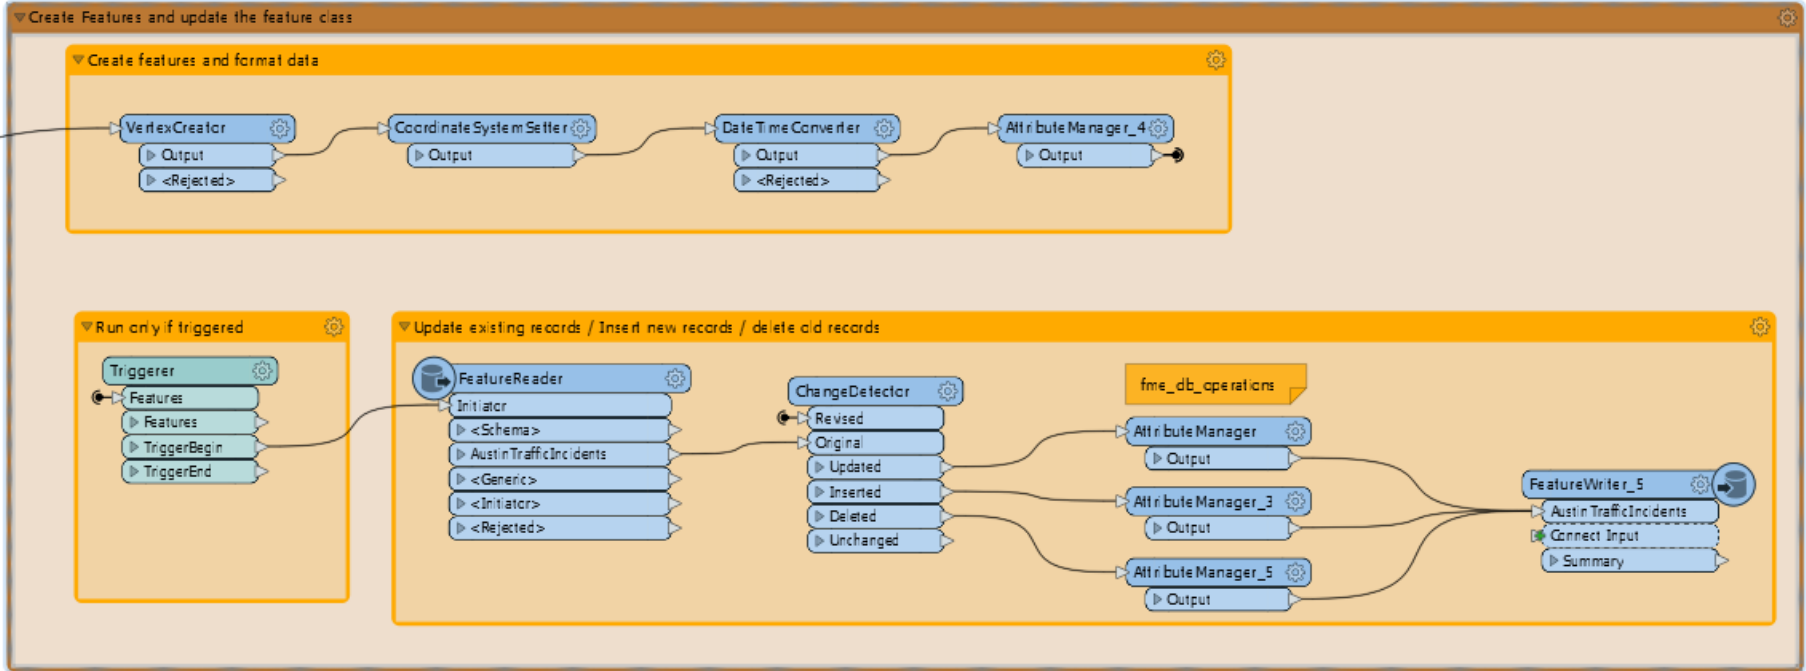 Create Features and update the feature class
Create features and format data
VertexCreator
Output
<Rejected>
CoordinateSystemSetter
Output
DateTimeConverter
Output
<Rejected>
AttributeManager_4
Output
Run only if triggered
Triggerer
Features
Features
TriggerBegin
TriggerEnd
Update existing records / Insert new records / delete old records
FeatureReader
Initiator
<Schema>
AustinTrafficIncidents
<Generic>
<Initiator>
<Rejected>
ChangeDetector
Revised
Original
Updated
Inserted
Deleted
Unchanged
fme_db_operations
AttributeManager
Output
AttributeManager_3
Output
AttributeManager_5
Output
FeatureWriter_5
AustinTrafficIncidents
Connect Input
Summary